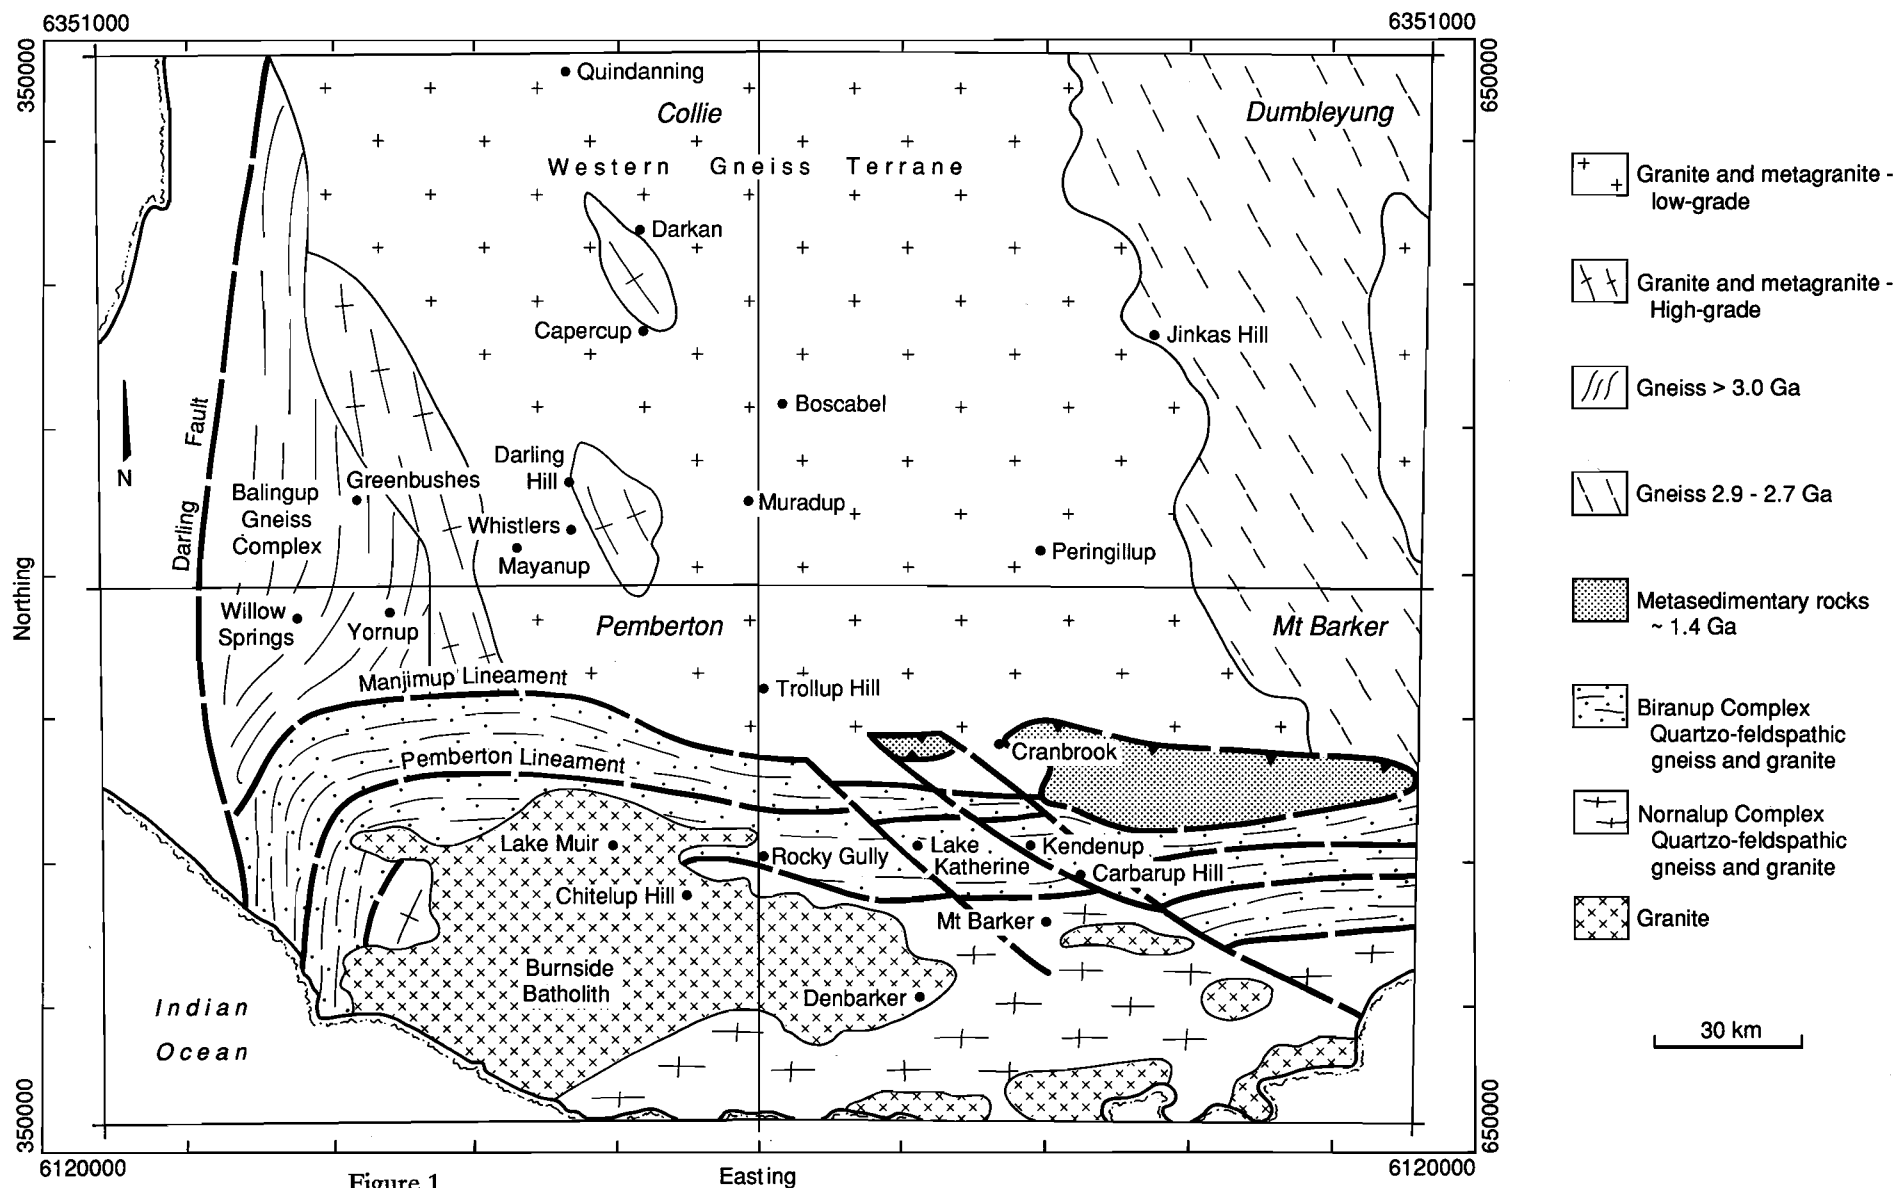 6351000
6351000
350000
650000
Quindanning
Collie
Dumbleyung
Western Gneiss Terrane
Darkan
Capercup
Jinkas Hill
Boscabel
Darling Fault
N
Darling
Hill
Greenbushes
Balingup
Gneiss
Complex
Muradup
Whistlers
Mayanup
Peringillup
Northing
Willow
Springs
Yornup
Pemberton
Mt Barker
Manjimup Lineament
Trollup Hill
Pemberton Lineament
Cranbrook
Lake Muir
Rocky Gully
Lake
Katherine
Kendenup
Carbarup Hill
Chitelup Hill
Mt Barker
Burnside
Batholith
Denbarker
Indian
Ocean
350000
650000
6120000
6120000
Figure 1
Easting
Granite and metagranite -
low-grade
Granite and metagranite -
High-grade
Gneiss > 3.0 Ga
Gneiss 2.9 - 2.7 Ga
Metasedimentary rocks
~ 1.4 Ga
Biranup Complex
Quartzo-feldspathic
gneiss and granite
Nornalup Complex
Quartzo-feldspathic
gneiss and granite
Granite
30 km